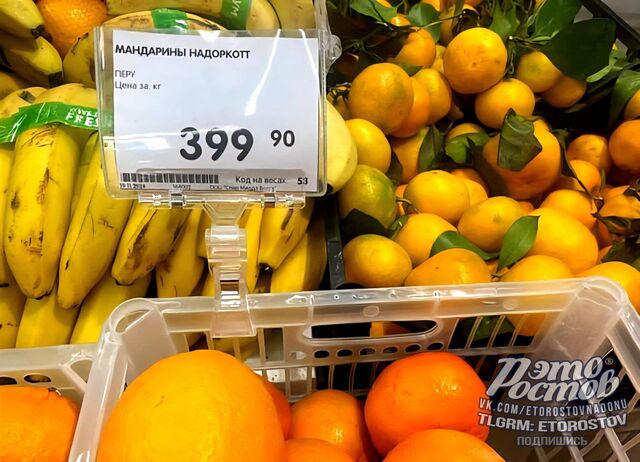 МАНДАРИНЫ НАДОРКОТТ
ПЕРУ
Цена за: кг
399 90
Код на весах 53
FRESH
Это
Ростов
VK.COM/ETOROSTOVNADONU
TLGRM: ETOROSTOV
ПОДПИШИСЬ